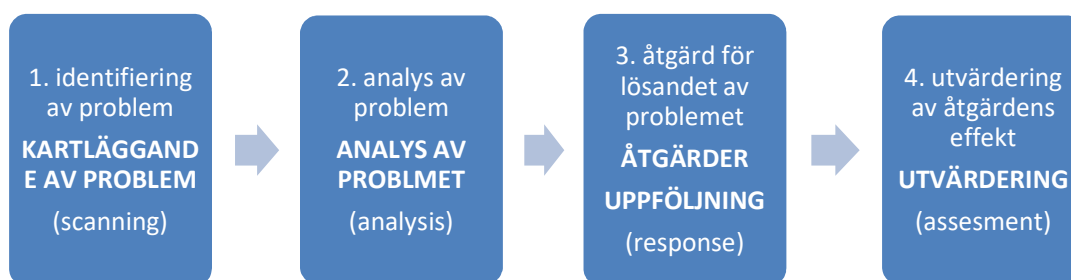 1. identifiering
av problem
KARTLÄGGAND
E AV PROBLEM
(scanning)
2. analys av
problem
ANALYS AV
PROBLMET
(analysis)
3. åtgärd för
lösandet av
problemet
ÅTGÄRDER
UPPFÖLJNING
(response)
4. utvärdering
av åtgärdens
effekt
UTVÄRDERING
(assesment)